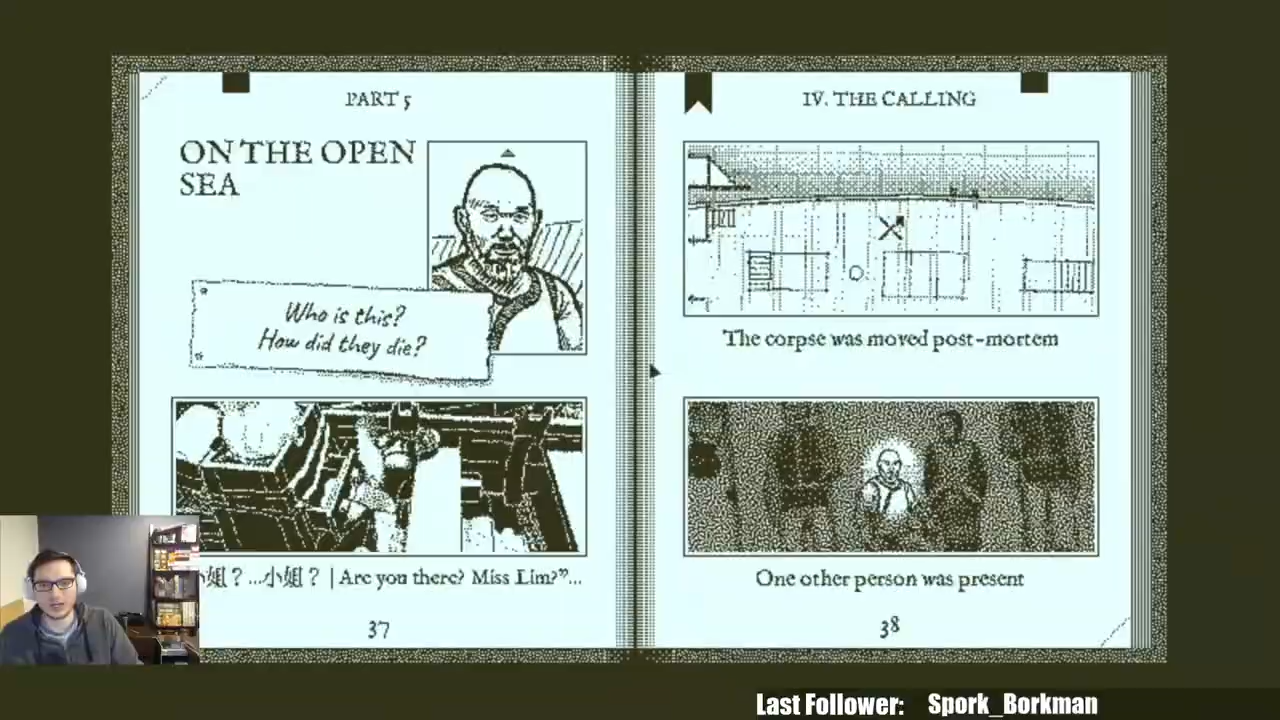 PART 5
ON THE OPEN
SEA
Who is this?
How did they die?
姐？...小姐？ | Are you there? Miss Lim?”...
37
IV. THE CALLING
The corpse was moved post-mortem
One other person was present
38
Last Follower: Spork_Borkman